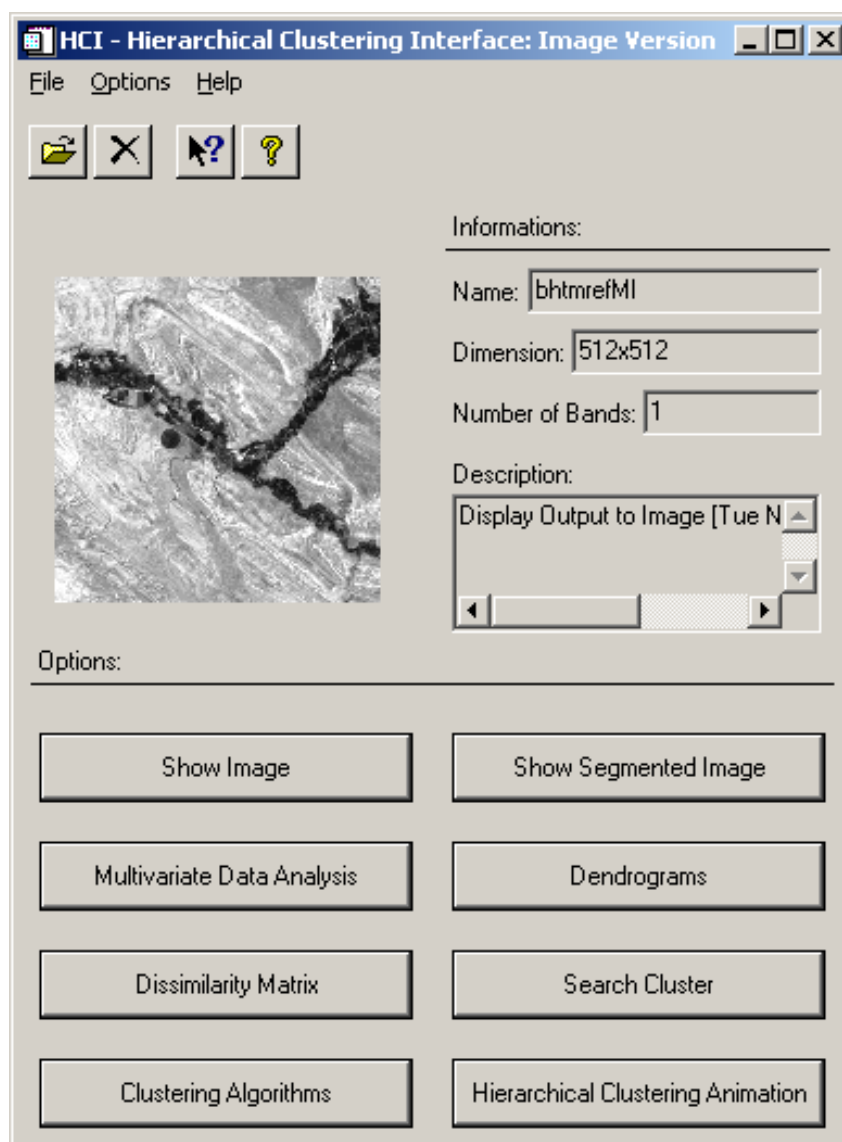 HCI - Hierarchical Clustering Interface: Image Version
File Options Help
Informations:
Name: bhtmrefMI
Dimension: 512x512
Number of Bands: 1
Description:
Display Output to Image [Tue N
Options:
Show Image
Show Segmented Image
Multivariate Data Analysis
Dendrograms
Dissimilarity Matrix
Search Cluster
Clustering Algorithms
Hierarchical Clustering Animation